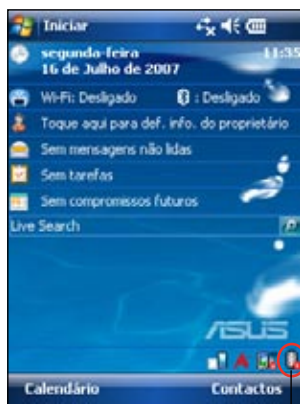 Iniciar
segunda-feira 11:35
16 de Julho de 2007
Wi-Fi: Desligado : Desligado
Toque aqui para def. info. do proprietário
Sem mensagens não lidas
Sem tarefas
Sem compromissos futuros
Live Search
ASUS
A
Calendário Contactos